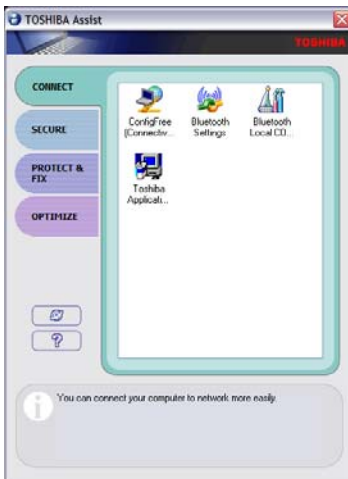 TOSHIBA Assist
TOSHIBA
CONNECT
SECURE
PROTECT &
FIX
OPTIMIZE
ConfigFree
(Connectiv...
Bluetooth
Settings
Bluetooth
Local CO...
Toshiba
Applicati...
?
You can connect your computer to network more easily.